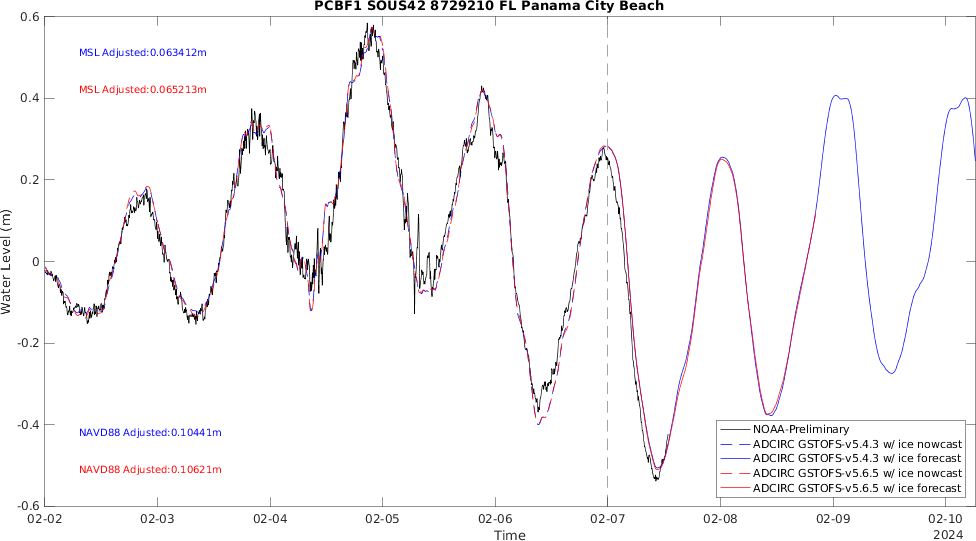 PCBF1 SOUS42 8729210 FL Panama City Beach
0.6
MSL Adjusted:0.063412m
MSL Adjusted:0.065213m
0.4
0.2
Water Level (m)
0
-0.2
-0.4
NAVD88 Adjusted:0.10441m
NAVD88 Adjusted:0.10621m
-0.6
NOAA-Preliminary
ADCIRC GSTOFS-v5.4.3 w/ ice nowcast
ADCIRC GSTOFS-v5.4.3 w/ ice forecast
ADCIRC GSTOFS-v5.6.5 w/ ice nowcast
ADCIRC GSTOFS-v5.6.5 w/ ice forecast
02-02 02-03 02-04 02-05 02-06 02-07 02-08 02-09 02-10
Time
2024